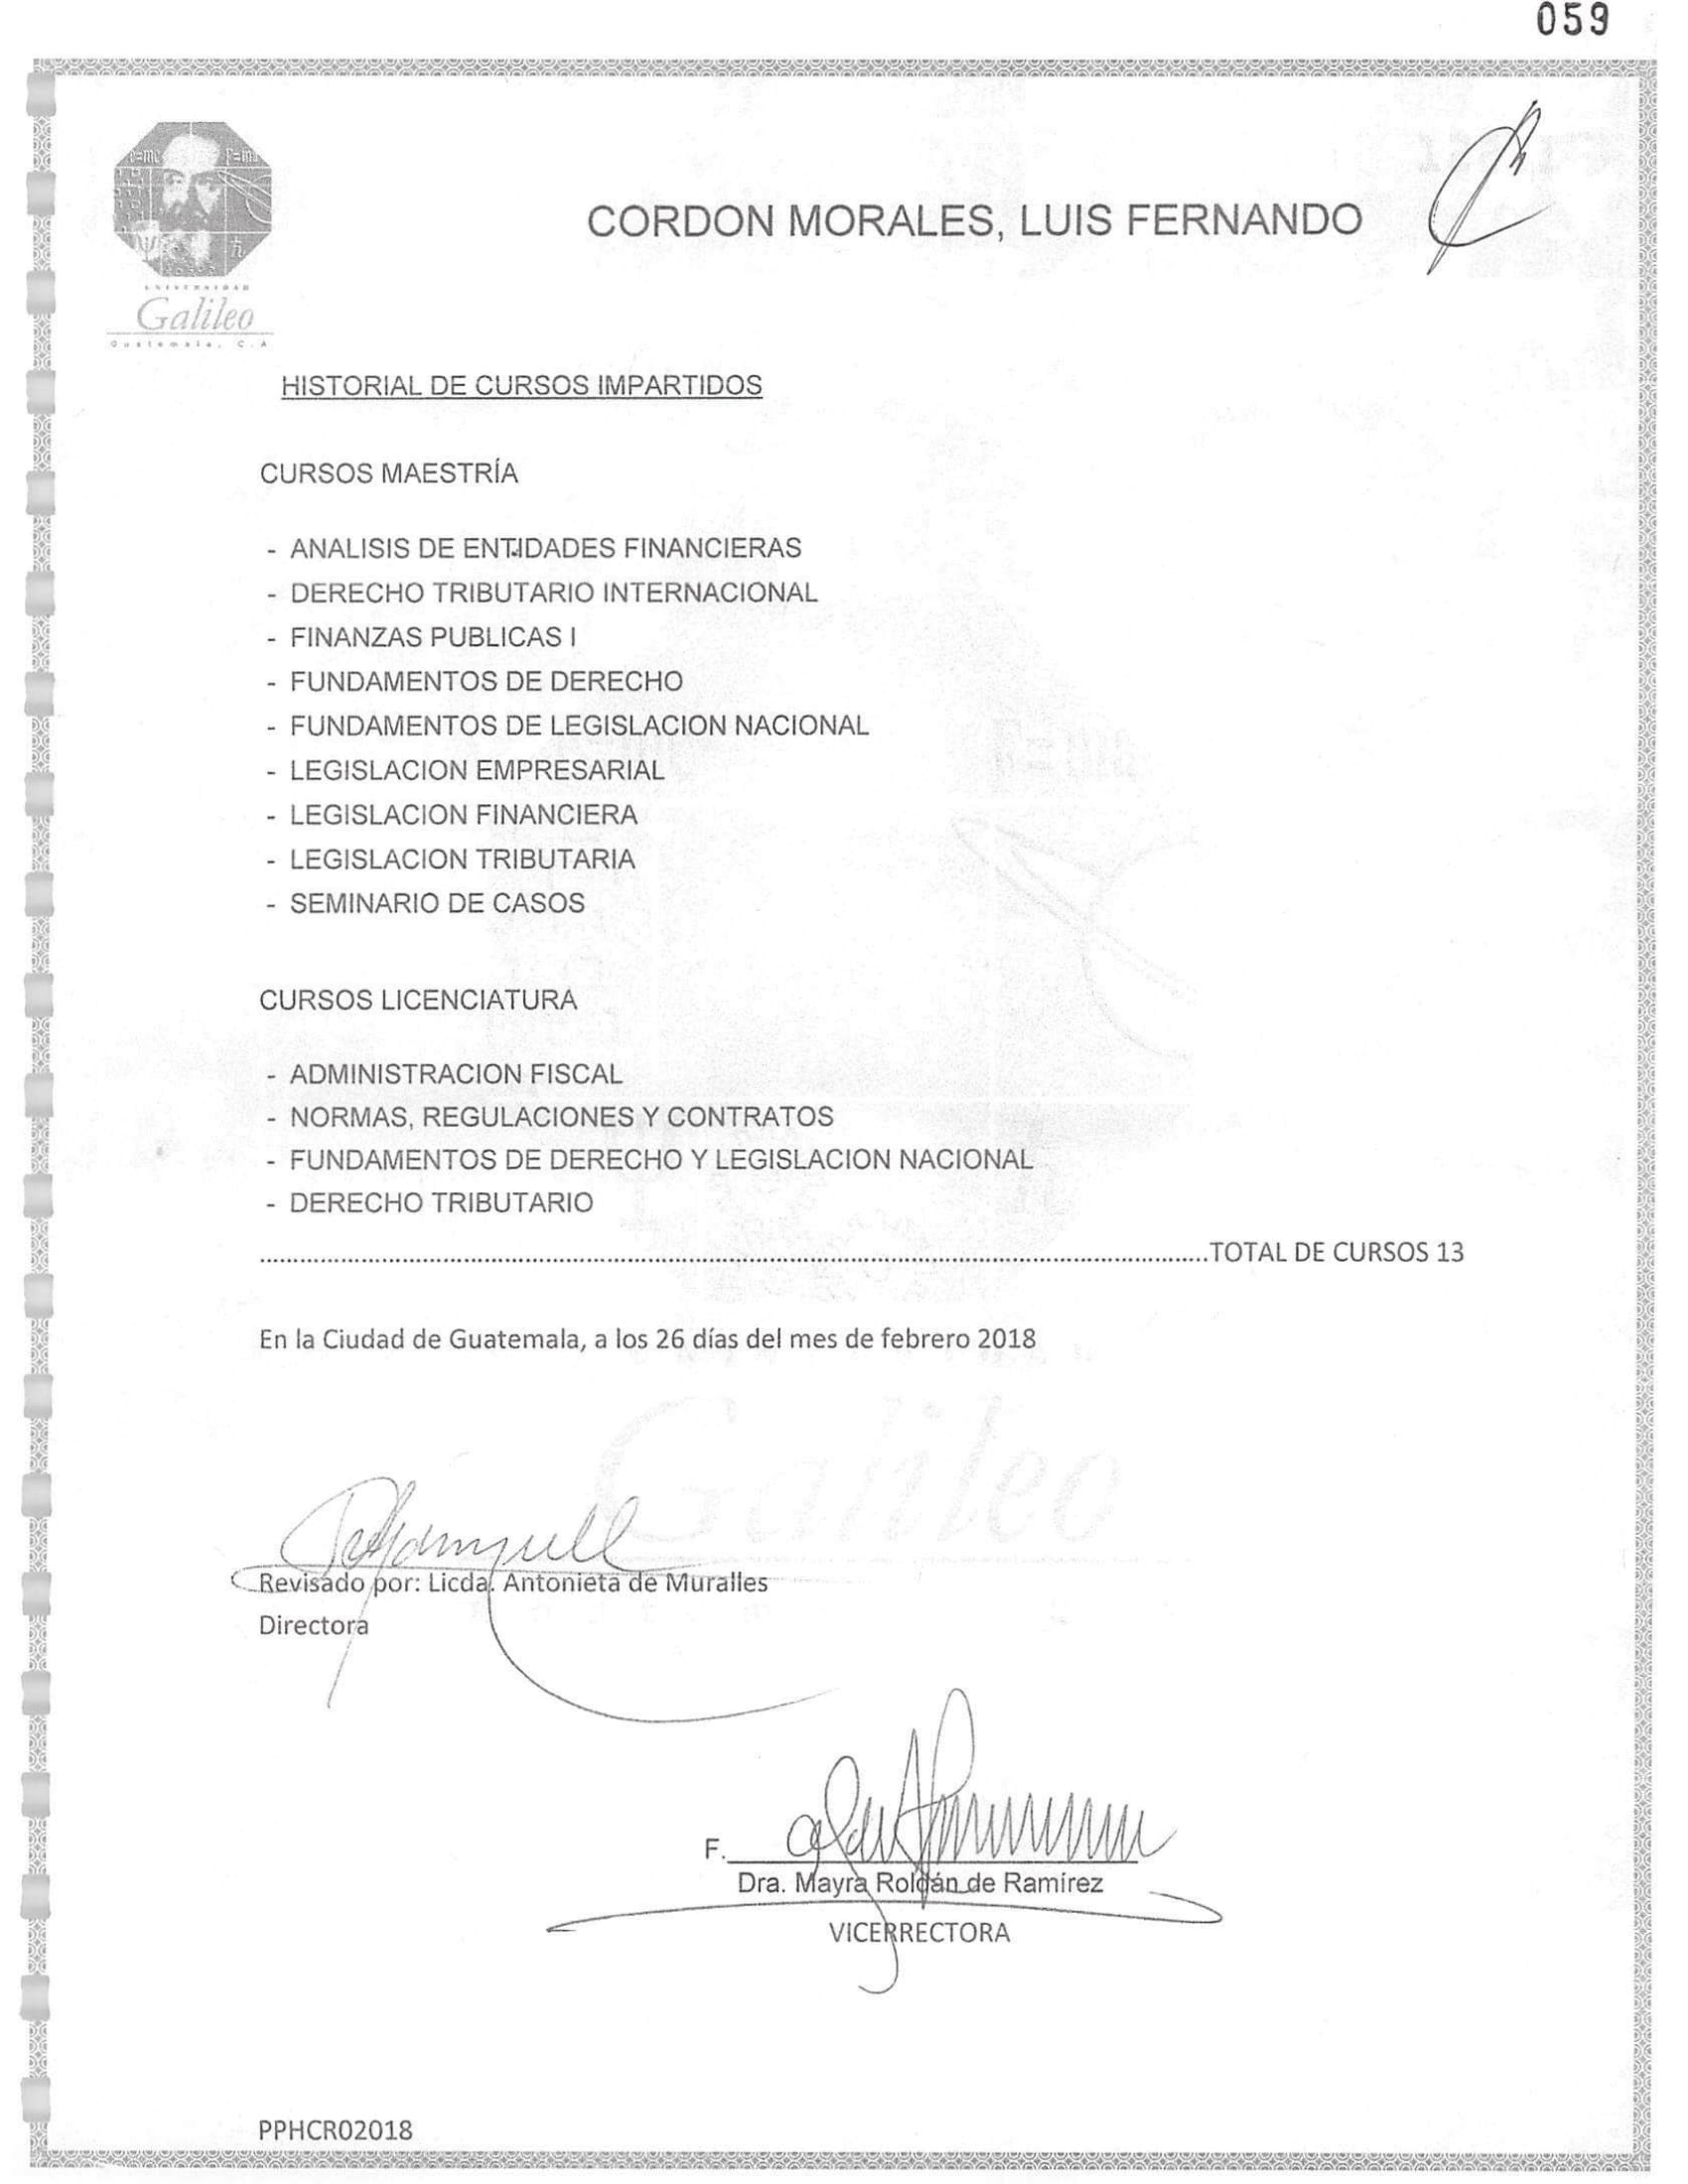 059
CORDON MORALES, LUIS FERNANDO
e=mc F=ma
UNIVERSIDAD
Galileo
Guatemala, C.A
HISTORIAL DE CURSOS IMPARTIDOS
CURSOS MAESTRÍA
- ANALISIS DE ENTIDADES FINANCIERAS
- DERECHO TRIBUTARIO INTERNACIONAL
- FINANZAS PUBLICAS I
- FUNDAMENTOS DE DERECHO
- FUNDAMENTOS DE LEGISLACION NACIONAL
- LEGISLACION EMPRESARIAL
- LEGISLACION FINANCIERA
- LEGISLACION TRIBUTARIA
- SEMINARIO DE CASOS
CURSOS LICENCIATURA
- ADMINISTRACION FISCAL
- NORMAS, REGULACIONES Y CONTRATOS
- FUNDAMENTOS DE DERECHO Y LEGISLACION NACIONAL
- DERECHO TRIBUTARIO
........................................................................TOTAL DE CURSOS 13
En la Ciudad de Guatemala, a los 26 días del mes de febrero 2018
Galileo
Revisado por: Licda. Antonieta de Muralles
Directora
F.
Dra. Mayra Roldán de Ramírez
VICERRECTORA
PPHCR02018